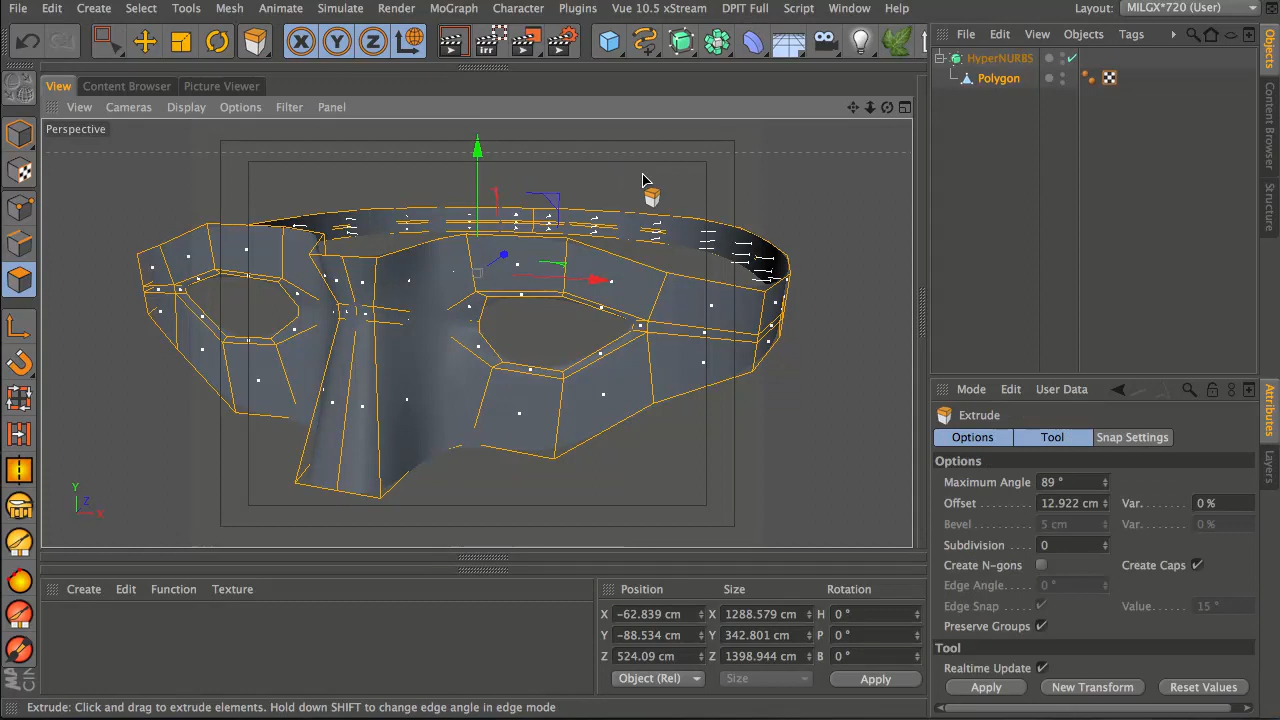 File Edit Create Select Tools Mesh Animate Simulate Render MoGraph Character Plugins Vue 10.5 xStream DPIT Full Script Window Help Layout: MILGX*720 (User)
X Y Z irr
File Edit View Objects Tags
View Content Browser Picture Viewer
HyperNURBS
Polygon
View Cameras Display Options Filter Panel
Perspective
Objects
Content Browser
Structure
Mode Edit User Data
Extrude
Options Tool Snap Settings
Options
Maximum Angle 89 °
Offset 12.922 cm Var. 0 %
Bevel 5 cm Var. 0 %
Subdivision 0
Create N-gons Create Caps
Edge Angle 0 °
Edge Snap Value 15 °
Preserve Groups
Tool
Realtime Update
Apply New Transform Reset Values
Attributes
Layers
Y
Z
X
Create Edit Function Texture
Position Size Rotation
X -62.839 cm X 1288.579 cm H 0 °
Y -88.534 cm Y 342.801 cm P 0 °
Z 524.09 cm Z 1398.944 cm B 0 °
Object (Rel) Size Apply
Extrude: Click and drag to extrude elements. Hold down SHIFT to change edge angle in edge mode